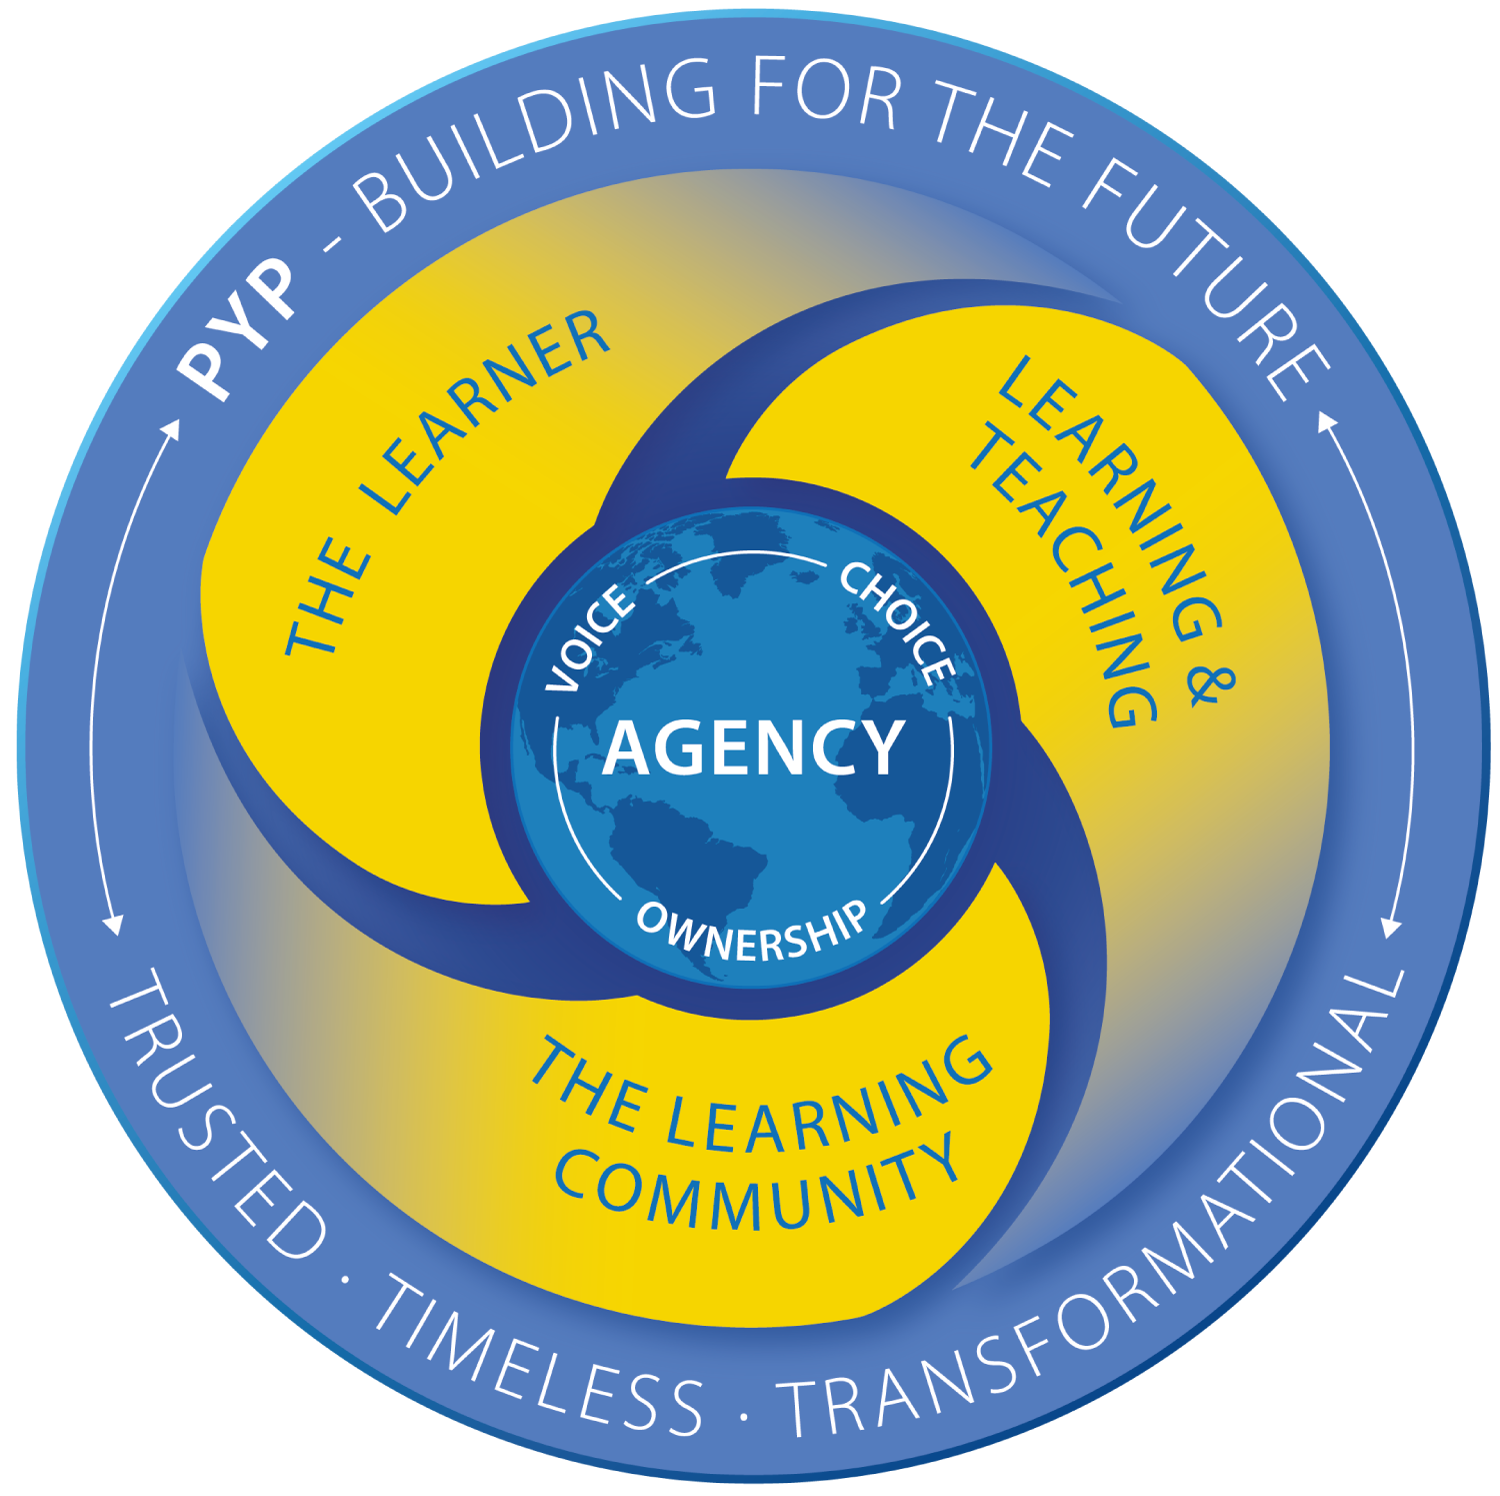 PYP - BUILDING FOR THE FUTURE
THE LEARNER
LEARNING &
TEACHING
VOICE
CHOICE
AGENCY
OWNERSHIP
THE LEARNING
COMMUNITY
TRUSTED · TIMELESS · TRANSFORMATIONAL